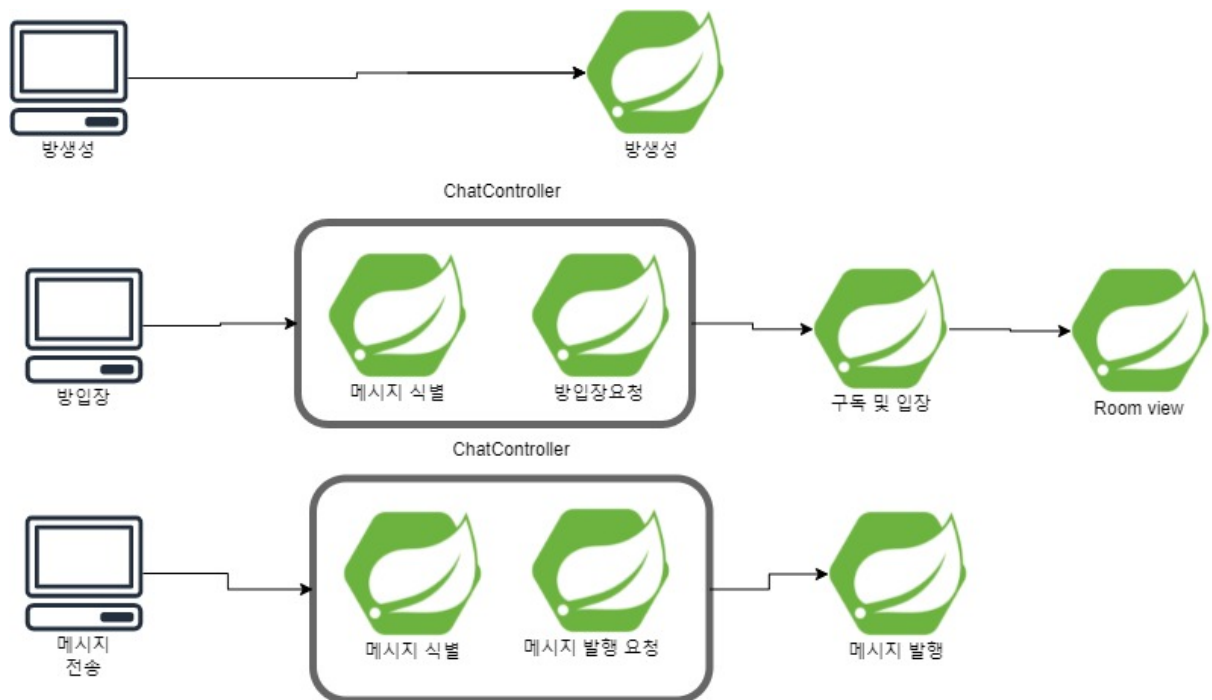 방생성
방생성
ChatController
메시지 식별
방입장요청
방입장
구독 및 입장
Room view
ChatController
메시지
전송
메시지 식별
메시지 발행 요청
메시지 발행